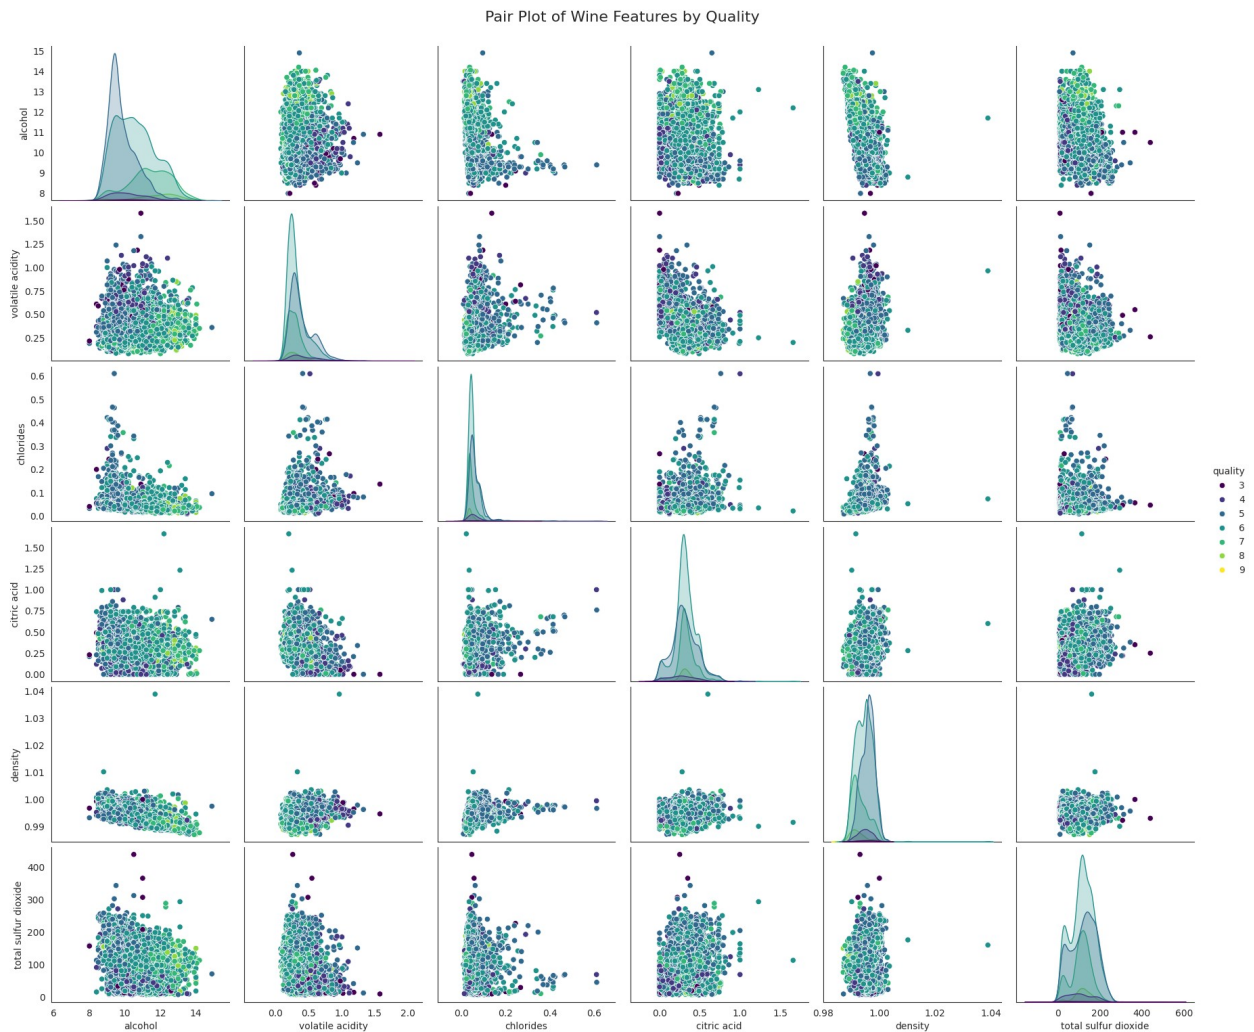 Pair Plot of Wine Features by Quality
15
14
13
12
11
10
9
8
alcohol
1.50
1.25
1.00
0.75
0.50
0.25
volatile acidity
0.6
0.5
0.4
0.3
0.2
0.1
0.0
chlorides
quality
3
4
5
6
7
8
9
1.50
1.25
1.00
0.75
0.50
0.25
0.00
citric acid
1.04
1.03
1.02
1.01
1.00
0.99
density
400
300
200
100
0
total sulfur dioxide
6 8 10 12 14
0.0 0.5 1.0 1.5 2.0
0.0 0.2 0.4 0.6
0.0 0.5 1.0 1.5
0.98 1.00 1.02 1.04
0 200 400 600
alcohol
volatile acidity
chlorides
citric acid
density
total sulfur dioxide